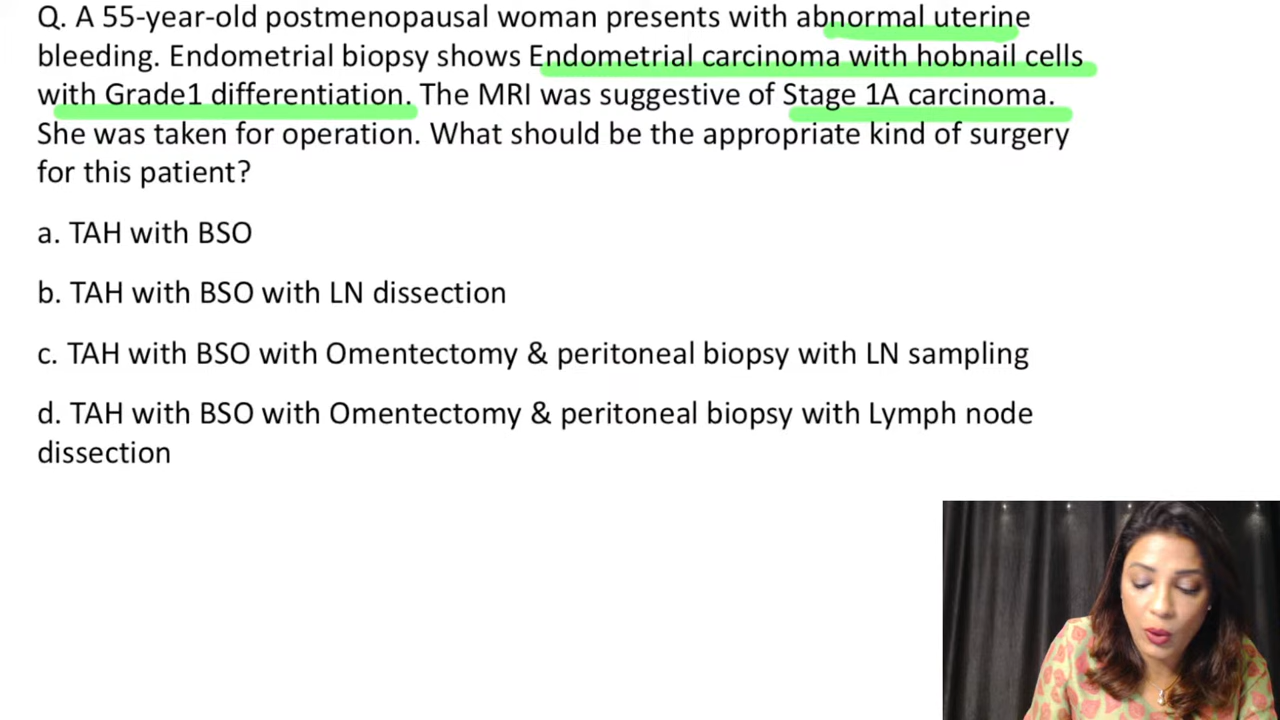 Q. A 55-year-old postmenopausal woman presents with abnormal uterine
bleeding. Endometrial biopsy shows Endometrial carcinoma with hobnail cells
with Grade1 differentiation. The MRI was suggestive of Stage 1A carcinoma.
She was taken for operation. What should be the appropriate kind of surgery
for this patient?
a. TAH with BSO
b. TAH with BSO with LN dissection
c. TAH with BSO with Omentectomy & peritoneal biopsy with LN sampling
d. TAH with BSO with Omentectomy & peritoneal biopsy with Lymph node
dissection